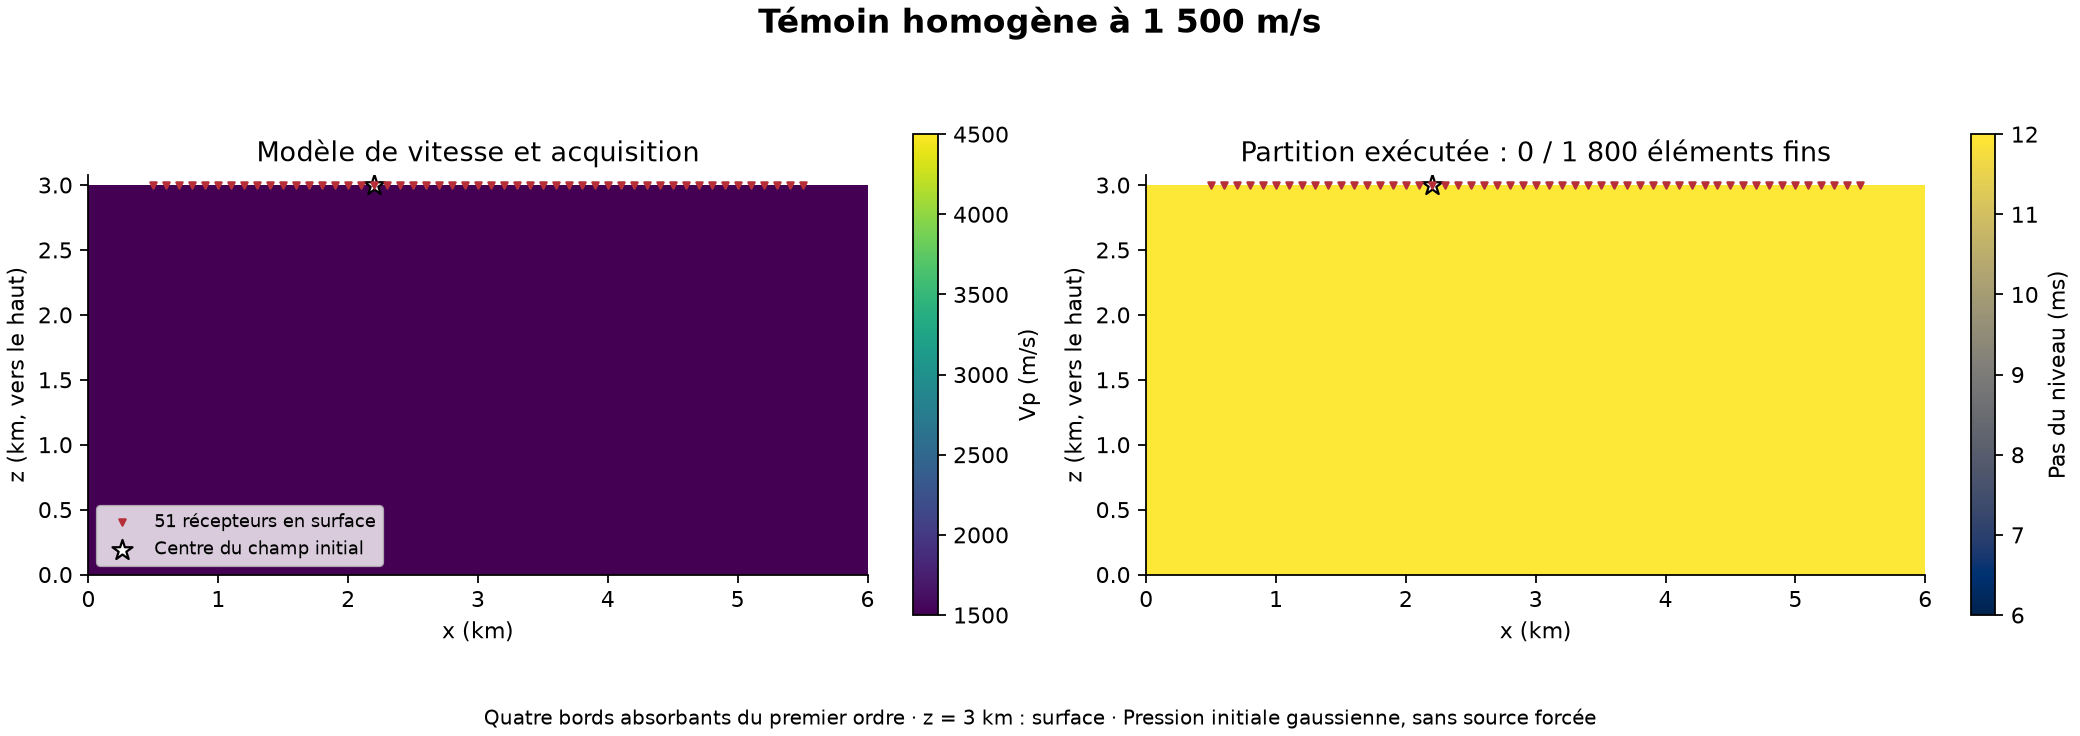 Témoin homogène à 1 500 m/s
Modèle de vitesse et acquisition
z (km, vers le haut)
3.0
2.5
2.0
1.5
1.0
0.5
0.0
51 récepteurs en surface
Centre du champ initial
0 1 2 3 4 5 6
x (km)
4500
4000
3500
3000
2500
2000
1500
Vp (m/s)
Partition exécutée : 0 / 1 800 éléments fins
z (km, vers le haut)
3.0
2.5
2.0
1.5
1.0
0.5
0.0
0 1 2 3 4 5 6
x (km)
12
11
10
9
8
7
6
Pas du niveau (ms)
Quatre bords absorbants du premier ordre · z = 3 km : surface · Pression initiale gaussienne, sans source forcée